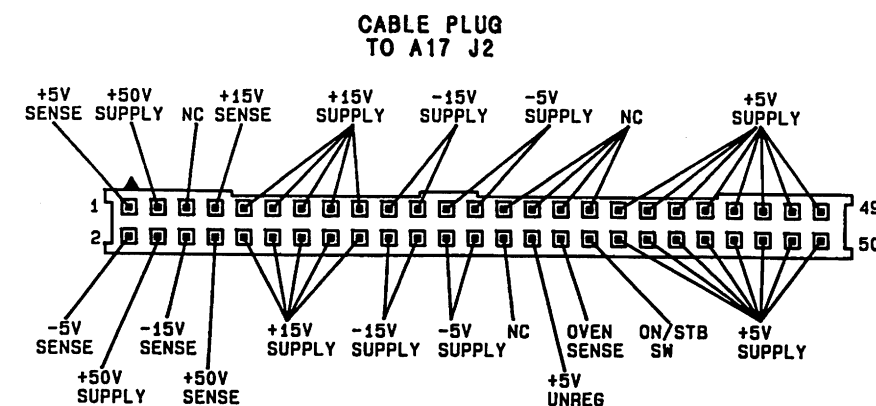 CABLE PLUG
TO A17 J2
+5V
SENSE
+50V
SUPPLY
NC
+15V
SENSE
+15V
SUPPLY
-15V
SUPPLY
-5V
SUPPLY
NC
+5V
SUPPLY
1
49
2
50
-5V
SENSE
+50V
SUPPLY
-15V
SENSE
+50V
SENSE
+15V
SUPPLY
-15V
SUPPLY
-5V
SUPPLY
NC
+5V
UNREG
OVEN
SENSE
ON/STB
SW
+5V
SUPPLY